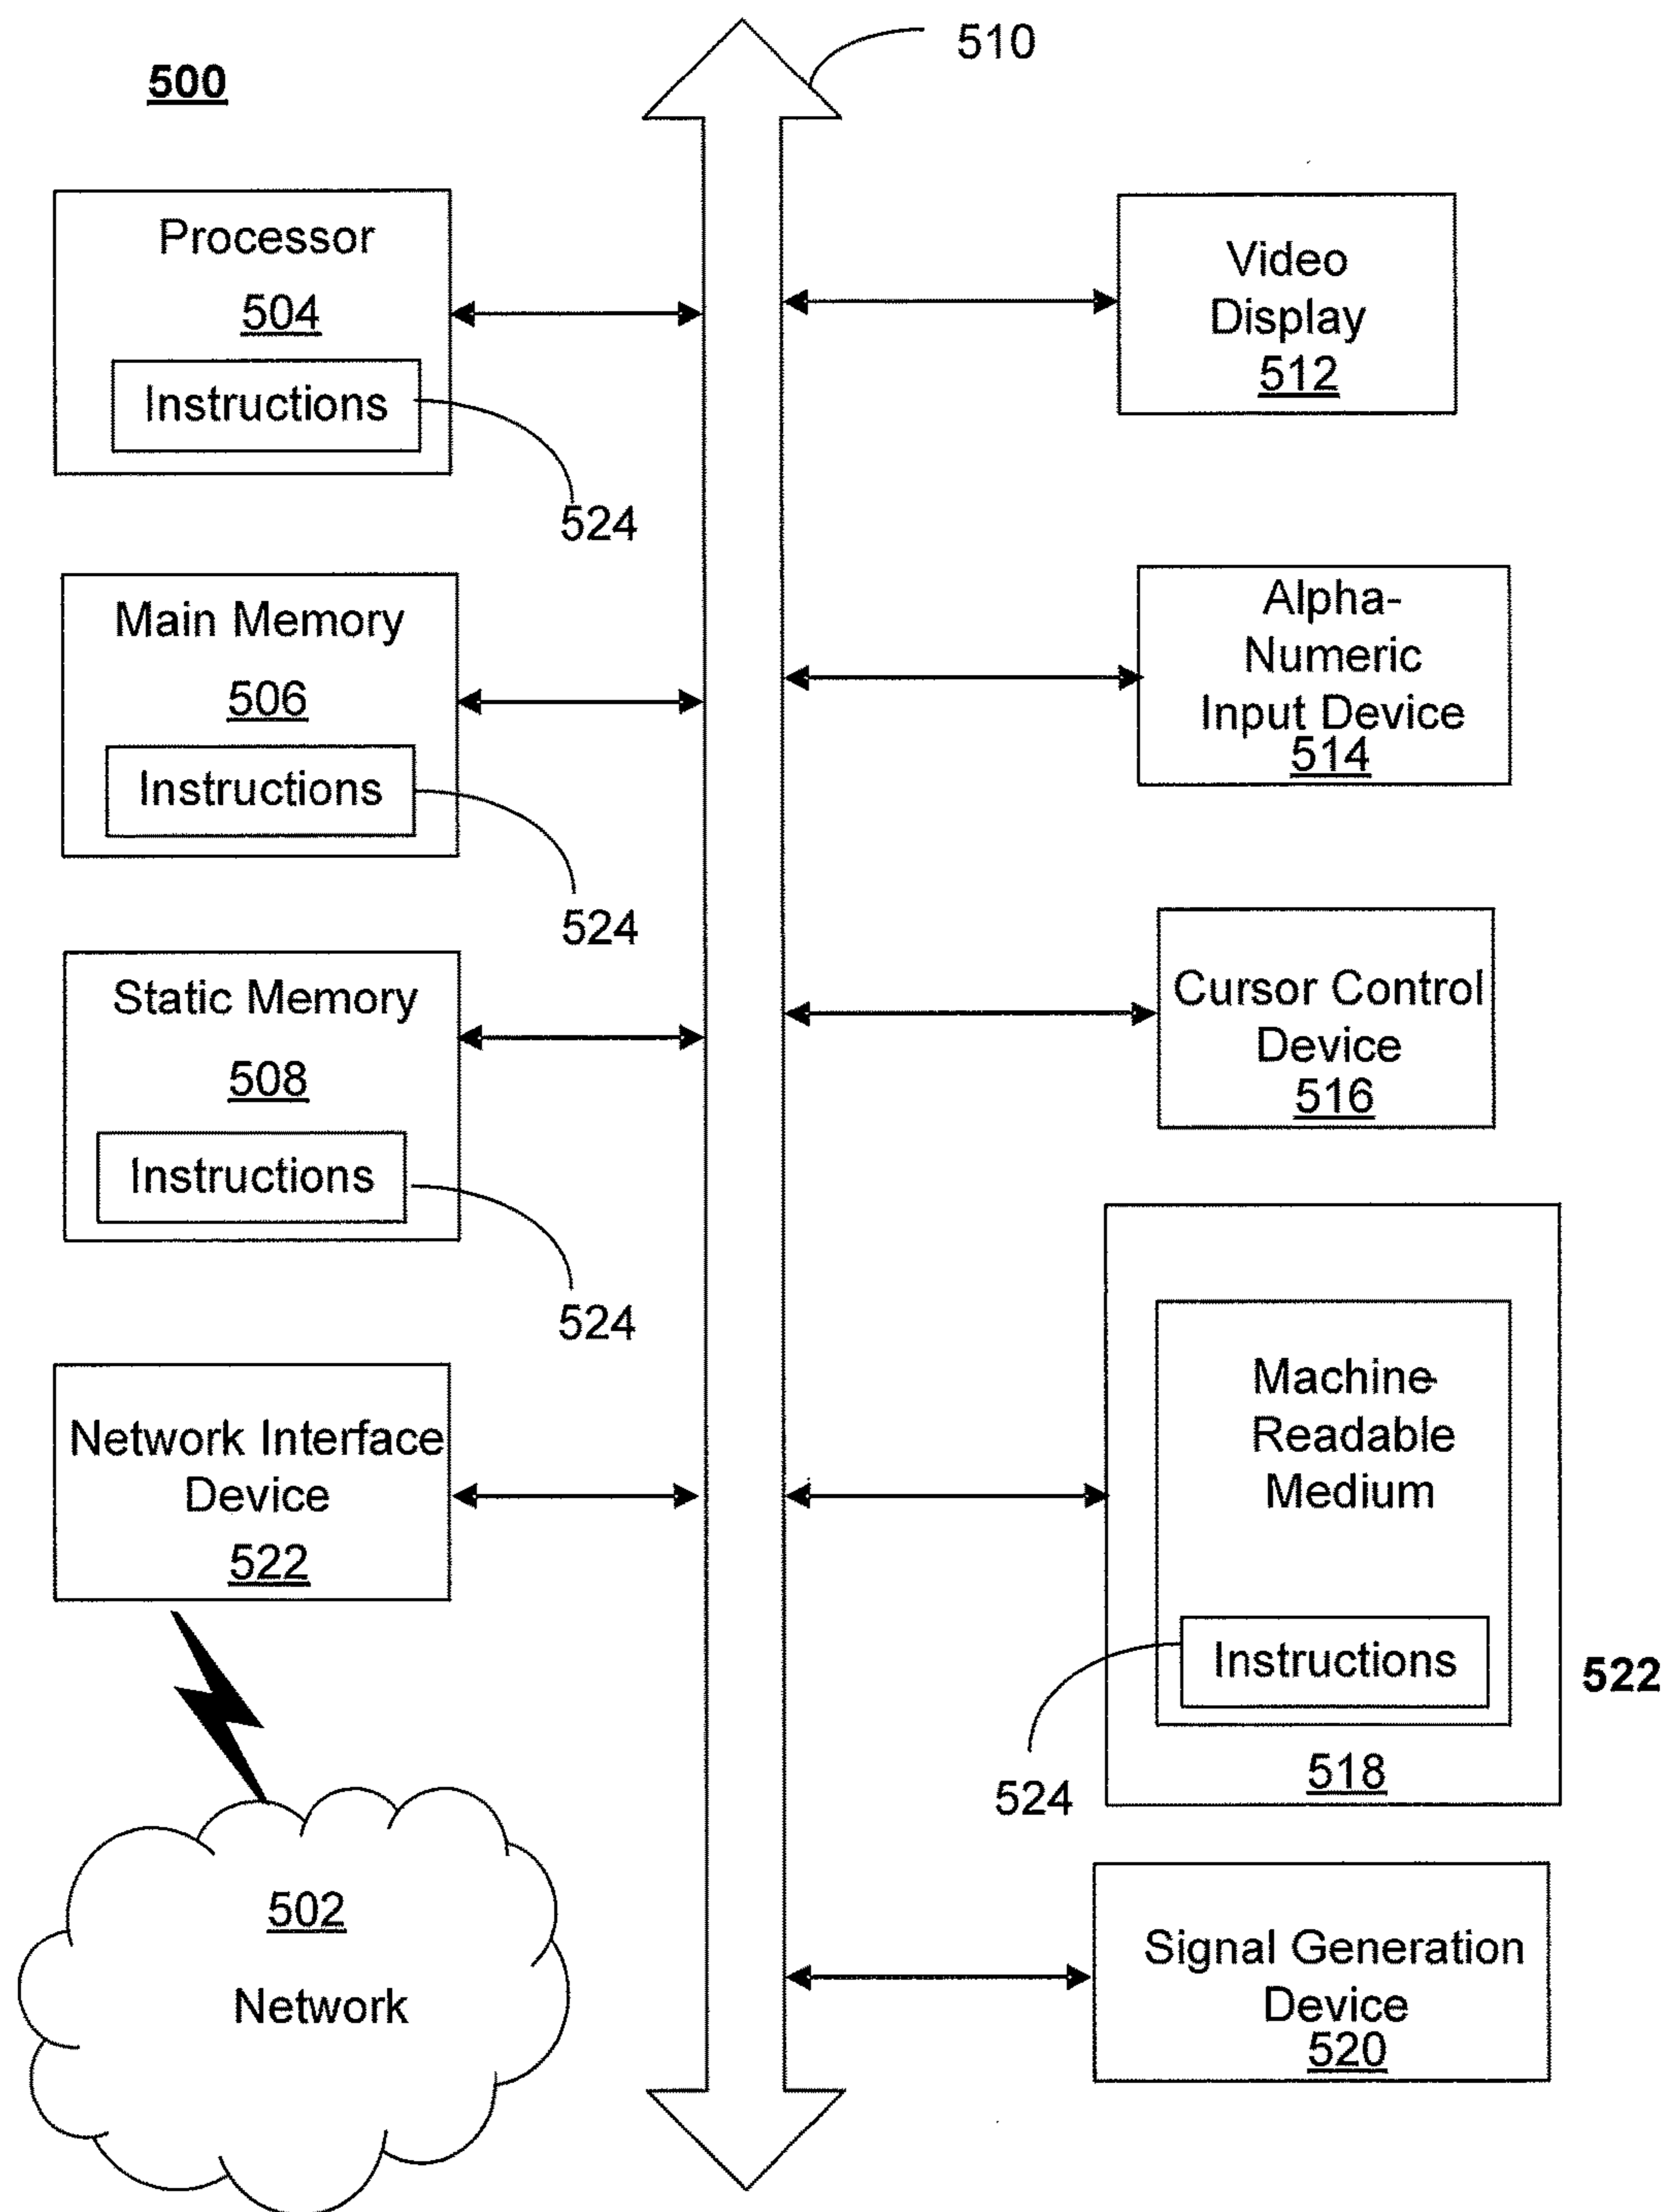 500
510
Processor
504
Instructions
524
Main Memory
506
Instructions
524
Static Memory
508
Instructions
524
Network Interface
Device
522
502
Network
Video
Display
512
Alpha-
Numeric
Input Device
514
Cursor Control
Device
516
Machine-
Readable
Medium
Instructions
524
518
522
Signal Generation
Device
520